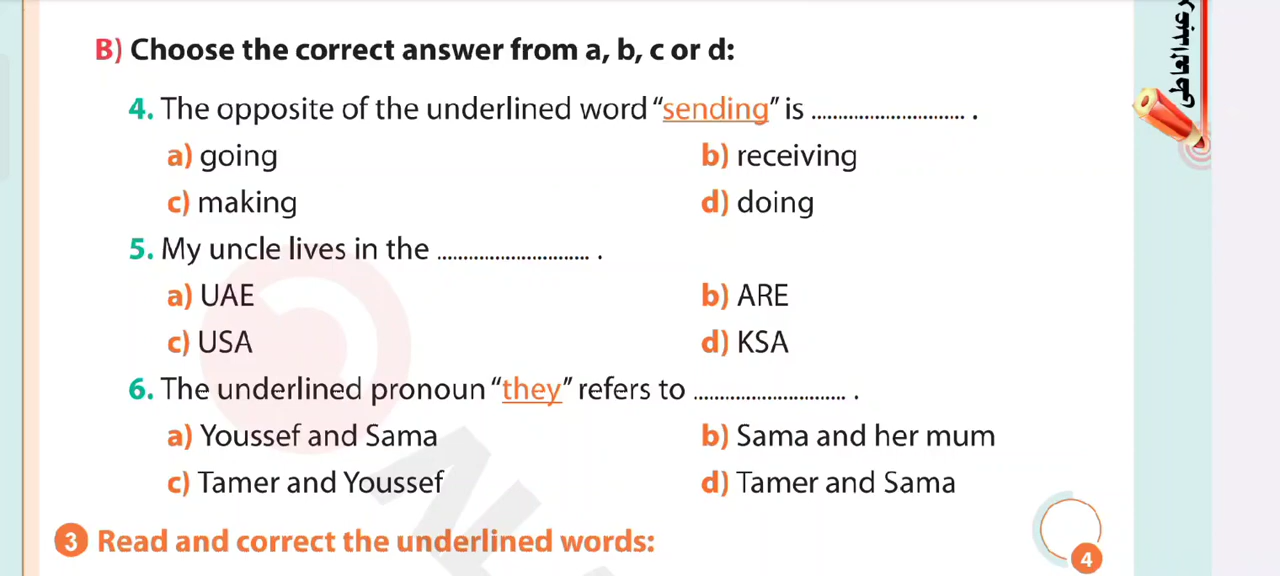 B) Choose the correct answer from a, b, c or d:
4. The opposite of the underlined word “sending” is ............................. .
a) going
b) receiving
c) making
d) doing
5. My uncle lives in the ............................. .
a) UAE
b) ARE
c) USA
d) KSA
6. The underlined pronoun “they” refers to ............................. .
a) Youssef and Sama
b) Sama and her mum
c) Tamer and Youssef
d) Tamer and Sama
3 Read and correct the underlined words:
4